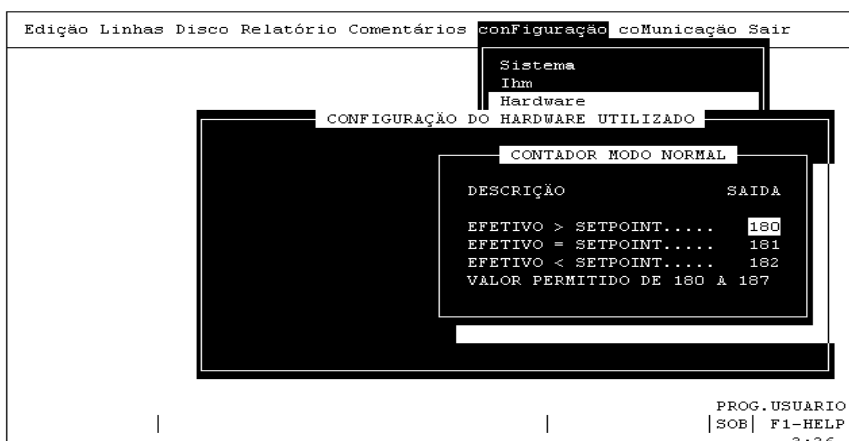 Edição Linhas Disco Relatório Comentários conFiguração coMunicação Sair
Sistema
Ihm
Hardware
CONFIGURAÇÃO DO HARDWARE UTILIZADO
CONTADOR MODO NORMAL
DESCRIÇÃO SAIDA
EFETIVO > SETPOINT..... 180
EFETIVO = SETPOINT..... 181
EFETIVO < SETPOINT..... 182
VALOR PERMITIDO DE 180 A 187
PROG.USUARIO
SOB F1-HELP